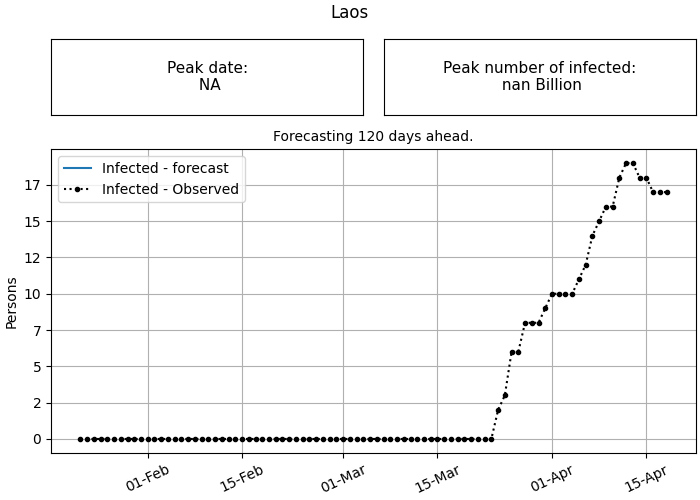 Laos
Peak date:
NA
Peak number of infected:
nan Billion
Forecasting 120 days ahead.
Infected - forecast
Infected - Observed
Persons
17
15
12
10
7
5
2
0
01-Feb
15-Feb
01-Mar
15-Mar
01-Apr
15-Apr